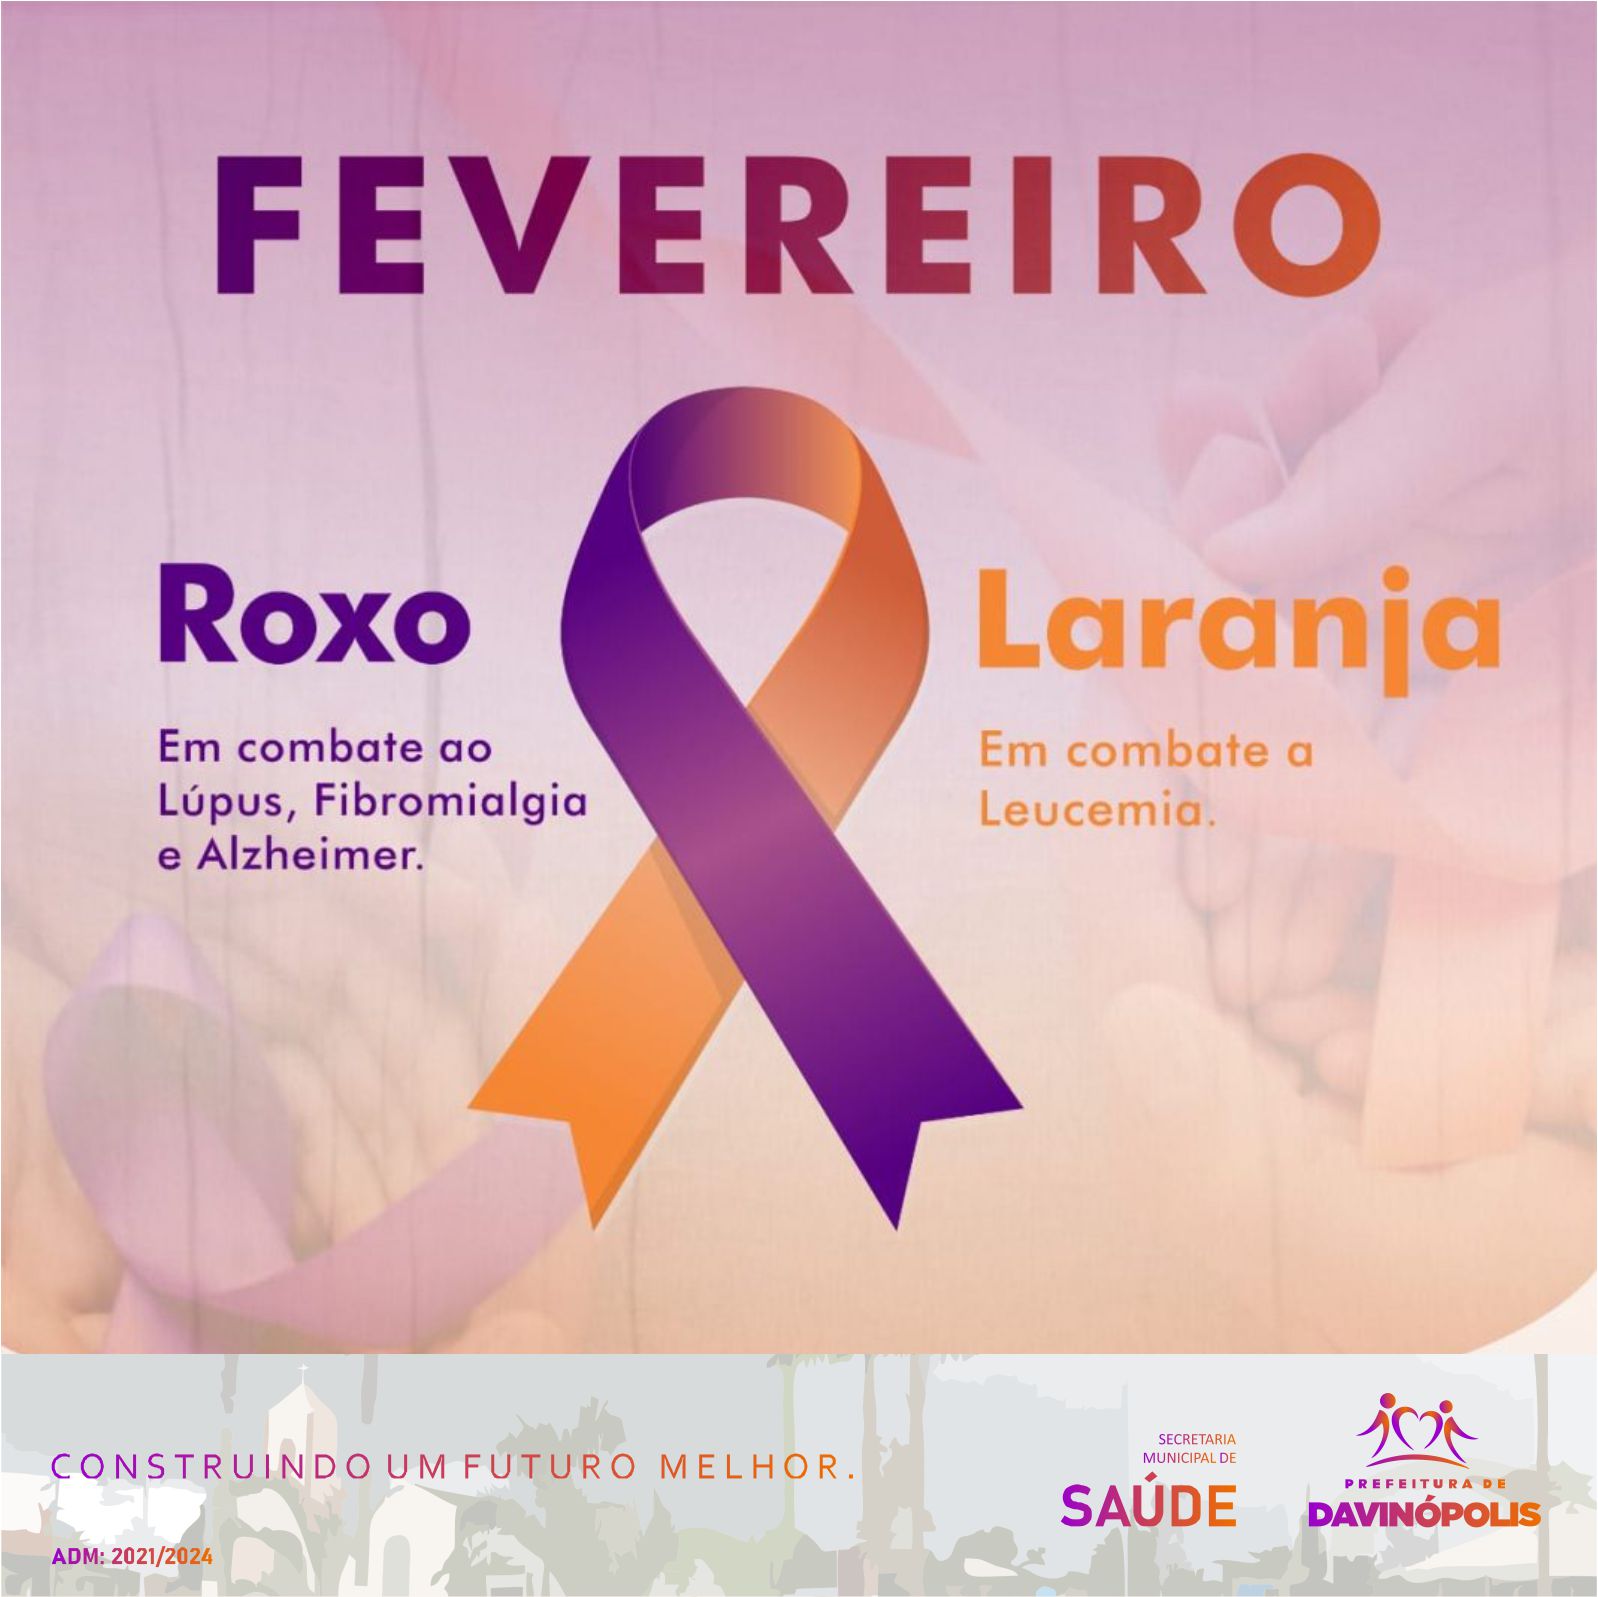 FEVEREIRO
Roxo
Em combate ao
Lúpus, Fibromialgia
e Alzheimer.
Laranja
Em combate a
Leucemia.
CONSTRUINDO UM FUTURO MELHOR.
ADM: 2021/2024
SECRETARIA
MUNICIPAL DE
SAÚDE
PREFEITURA DE
DAVINÓPOLIS